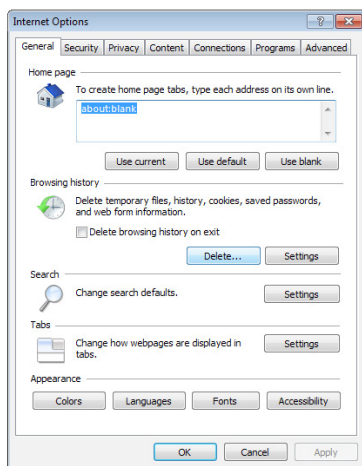 Internet Options
General Security Privacy Content Connections Programs Advanced
Home page
To create home page tabs, type each address on its own line.
about:blank
Use current Use default Use blank
Browsing history
Delete temporary files, history, cookies, saved passwords,
and web form information.
Delete browsing history on exit
Delete... Settings
Search
Change search defaults. Settings
Tabs
Change how webpages are displayed in
tabs.
Settings
Appearance
Colors Languages Fonts Accessibility
OK Cancel Apply